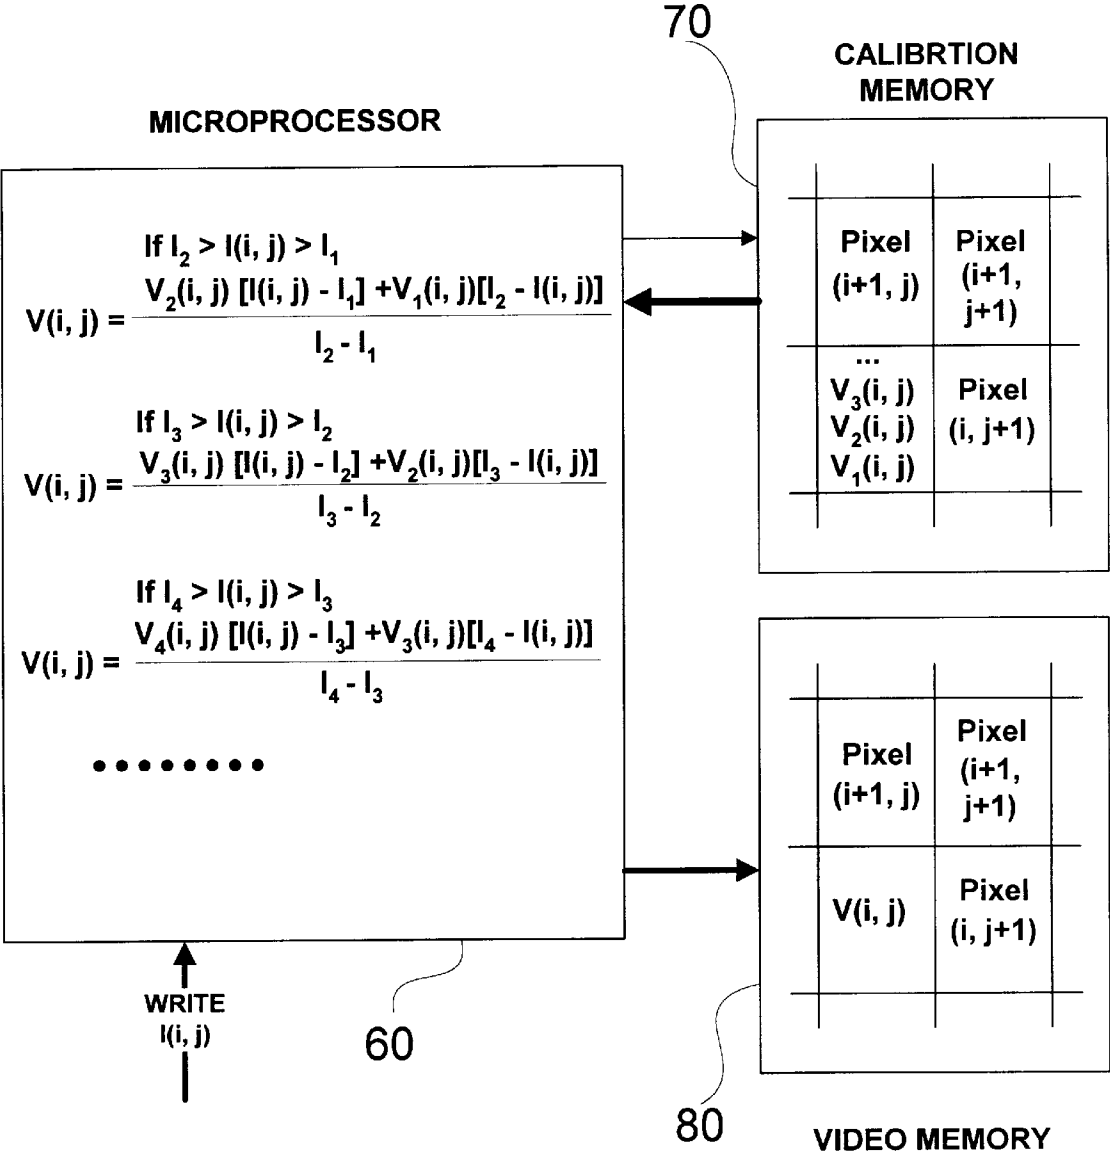 70
CALIBRTION
MEMORY
MICROPROCESSOR
If I₂ > I(i, j) > I₁
V₂(i, j) [I(i, j) - I₁] +V₁(i, j)[I₂ - I(i, j)]
V(i, j) =
I₂ - I₁
If I₃ > I(i, j) > I₂
V₃(i, j) [I(i, j) - I₂] +V₂(i, j)[I₃ - I(i, j)]
V(i, j) =
I₃ - I₂
If I₄ > I(i, j) > I₃
V₄(i, j) [I(i, j) - I₃] +V₃(i, j)[I₄ - I(i, j)]
V(i, j) =
I₄ - I₃
........
WRITE
I(i, j)
60
Pixel
(i+1, j)
Pixel
(i+1,
j+1)
...
V₃(i, j)
V₂(i, j)
V₁(i, j)
Pixel
(i, j+1)
Pixel
(i+1, j)
Pixel
(i+1,
j+1)
V(i, j)
Pixel
(i, j+1)
80
VIDEO MEMORY